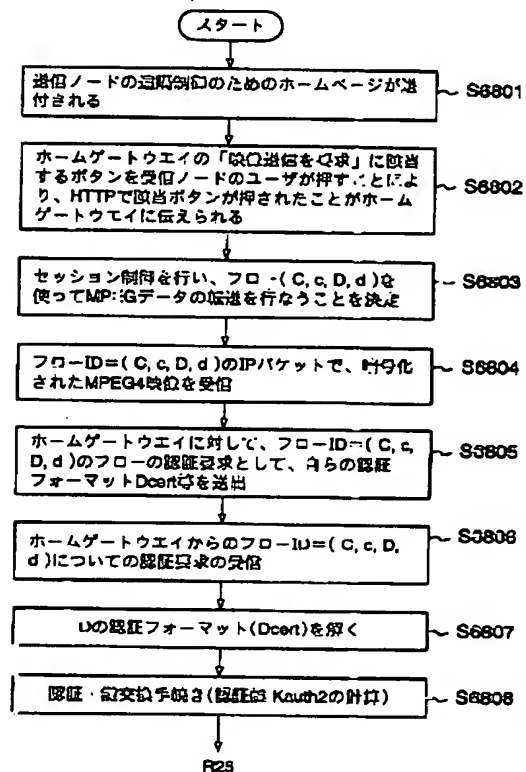 スタート
送信ノードの遠隔制御のためのホームページが送
付される
S6801
ホームゲートウエイの「映像送信を要求」に該当
するボタンを受信ノードのユーザが押すことによ
り、HTTPで該当ボタンが押されたことがホーム
ゲートウエイに伝えられる
S6802
セッション制御を行い、フロー( C, c, D, d )を
使ってMPEGデータの転送を行なうことを決定
S6803
フローID=( C, c, D, d )のIPパケットで、暗号化
されたMPEG4映像を受信
S6804
ホームゲートウエイに対して、フローID=( C, c,
D, d )のフローの認証要求として、自らの認証
フォーマットDcert等を送出
S6805
ホームゲートウエイからのフローID=( C, c, D,
d )についての認証要求の受信
S6806
Dの認証フォーマット(Dcert)を解く
S6807
認証・鍵交換手続き(認証鍵 Kauth2の計算)
S6808
R25